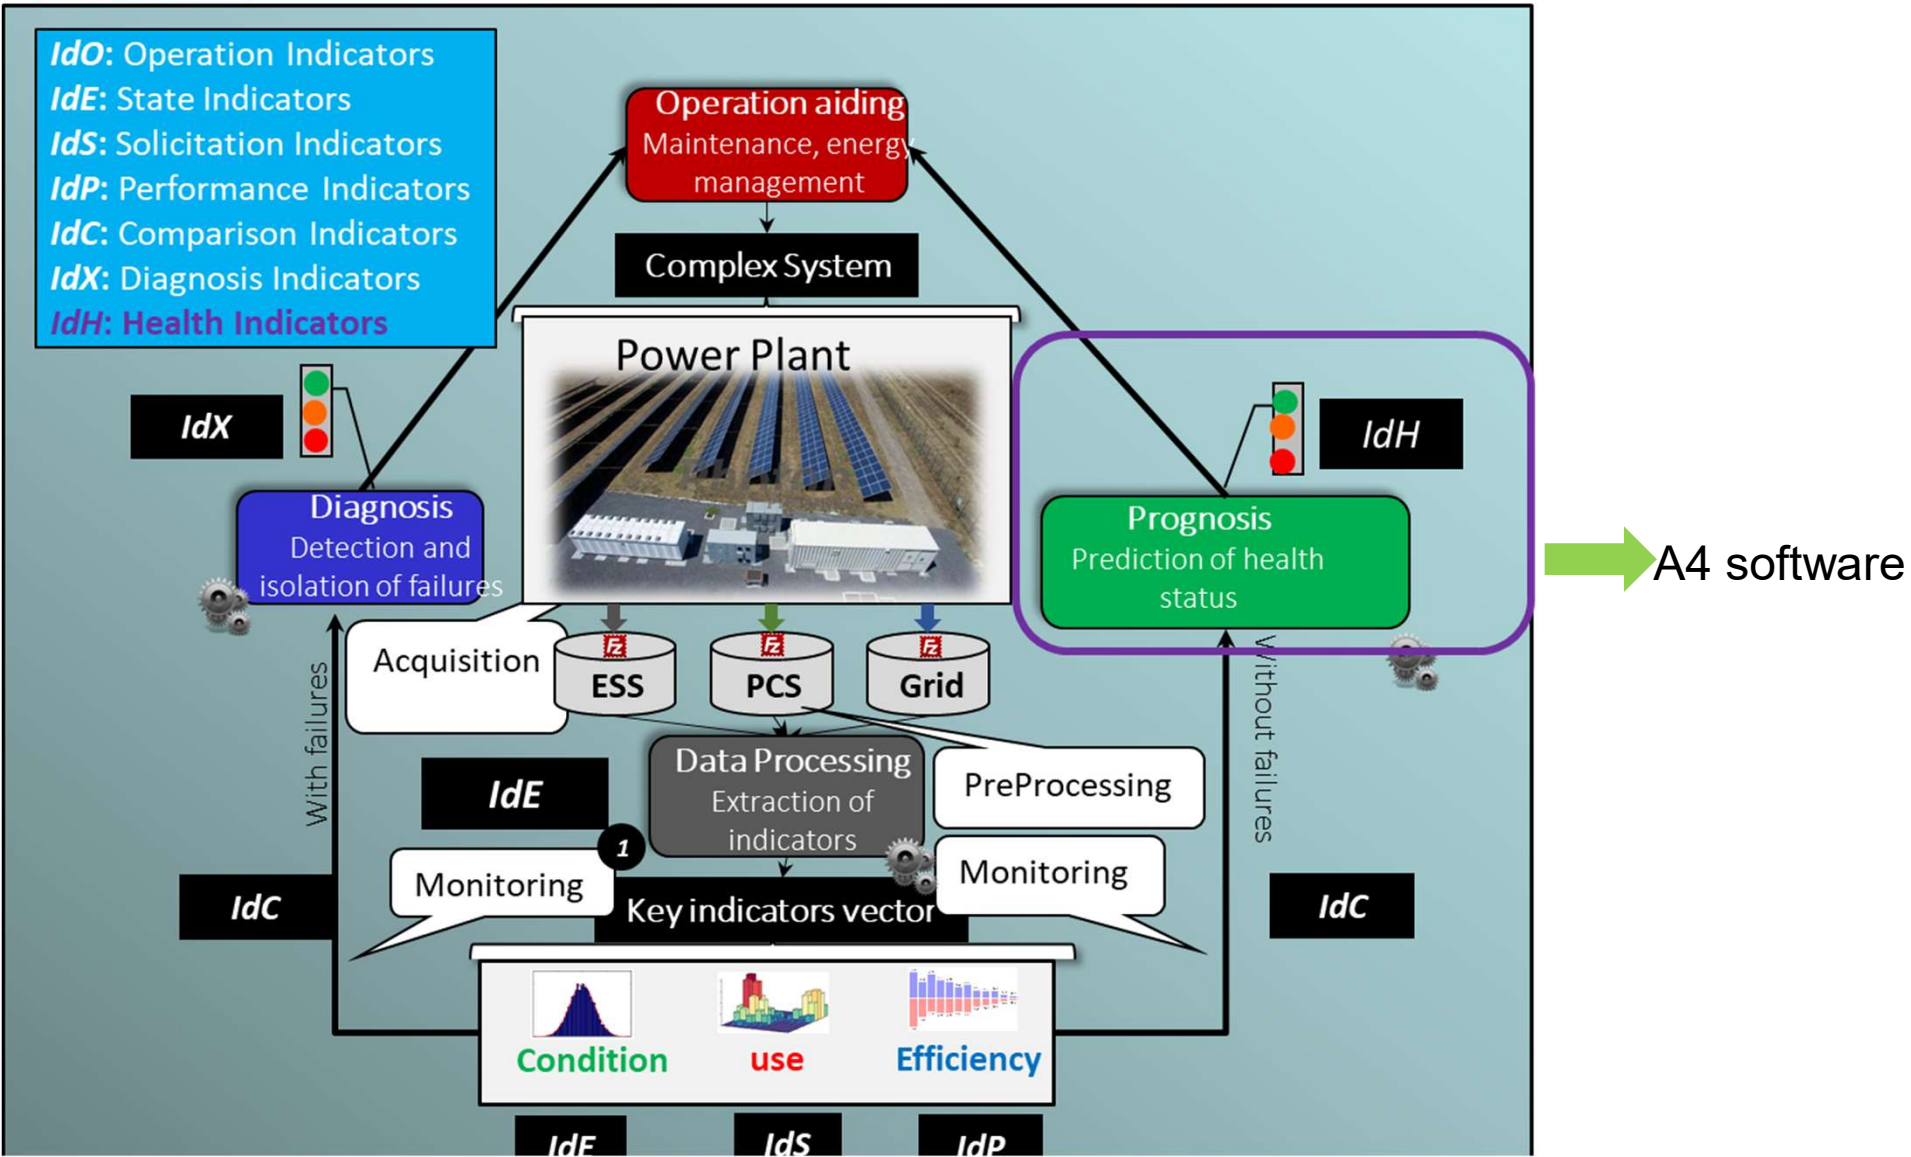 IdO: Operation Indicators
IdE: State Indicators
IdS: Solicitation Indicators
IdP: Performance Indicators
IdC: Comparison Indicators
IdX: Diagnosis Indicators
IdH: Health Indicators
Operation aiding
Maintenance, energy
management
Complex System
Power Plant
IdX
IdH
Diagnosis
Detection and
isolation of failures
Prognosis
Prediction of health
status
A4 software
Acquisition
Fz
ESS
Fz
PCS
Fz
Grid
With failures
Without failures
IdE
Data Processing
Extraction of
indicators
PreProcessing
1
Monitoring
Monitoring
IdC
Key indicators vector
IdC
Condition
use
Efficiency
IdE
IdS
IdP